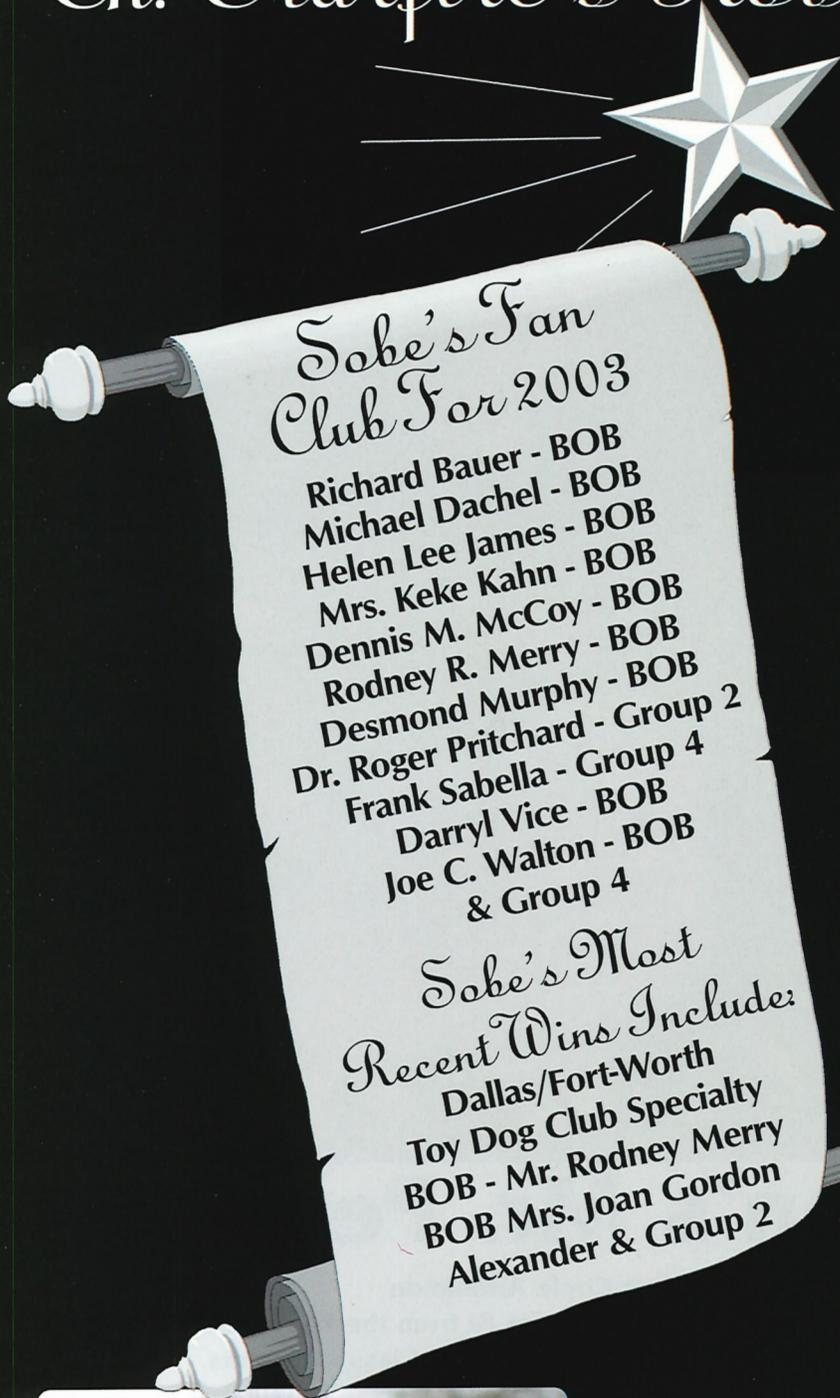 Ch.
Sobe's Fan
Club For 2003
Richard Bauer - BOB
Michael Dachel - BOB
Helen Lee James - BOB
Mrs. Keke Kahn - BOB
Dennis M. McCoy - BOB
Rodney R. Merry - BOB
Desmond Murphy - BOB
Dr. Roger Pritchard - Group 2
Frank Sabella - Group 4
Darryl Vice - BOB
Joe C. Walton - BOB
& Group 4
Sobe's Most
Recent Wins Include:
Dallas/Fort-Worth
Toy Dog Club Specialty
BOB - Mr. Rodney Merry
BOB Mrs. Joan Gordon
Alexander & Group 2